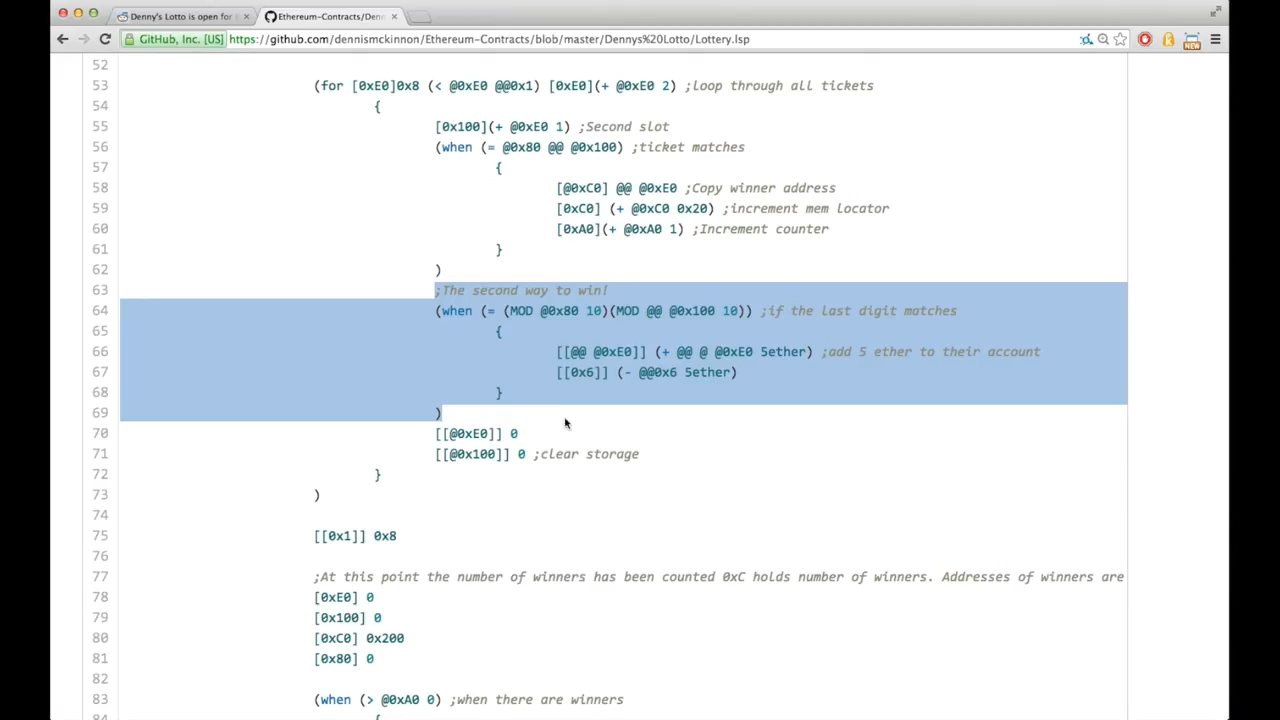 Denny's Lotto is open for
Ethereum-Contracts/Denn
GitHub, Inc. [US] https://github.com/dennismckinnon/Ethereum-Contracts/blob/master/Dennys%20Lotto/Lottery.lsp
NEW
52
53 (for [0xE0]0x8 (< @0xE0 @@0x1) [0xE0](+ @0xE0 2) ;loop through all tickets
54 {
55 [0x100](+ @0xE0 1) ;Second slot
56 (when (= @0x80 @@ @0x100) ;ticket matches
57 {
58 [@0xC0] @@ @0xE0 ;Copy winner address
59 [0xC0] (+ @0xC0 0x20) ;increment mem locator
60 [0xA0](+ @0xA0 1) ;Increment counter
61 }
62 )
63 ;The second way to win!
64 (when (= (MOD @0x80 10)(MOD @@ @0x100 10)) ;if the last digit matches
65 {
66 [[@@ @0xE0]] (+ @@ @ @0xE0 5ether) ;add 5 ether to their account
67 [[0x6]] (- @@0x6 5ether)
68 }
69 )
70 [[@0xE0]] 0
71 [[@0x100]] 0 ;clear storage
72 }
73 )
74
75 [[0x1]] 0x8
76
77 ;At this point the number of winners has been counted 0xC holds number of winners. Addresses of winners are
78 [0xE0] 0
79 [0x100] 0
80 [0xC0] 0x200
81 [0x80] 0
82
83 (when (> @0xA0 0) ;when there are winners
84 {